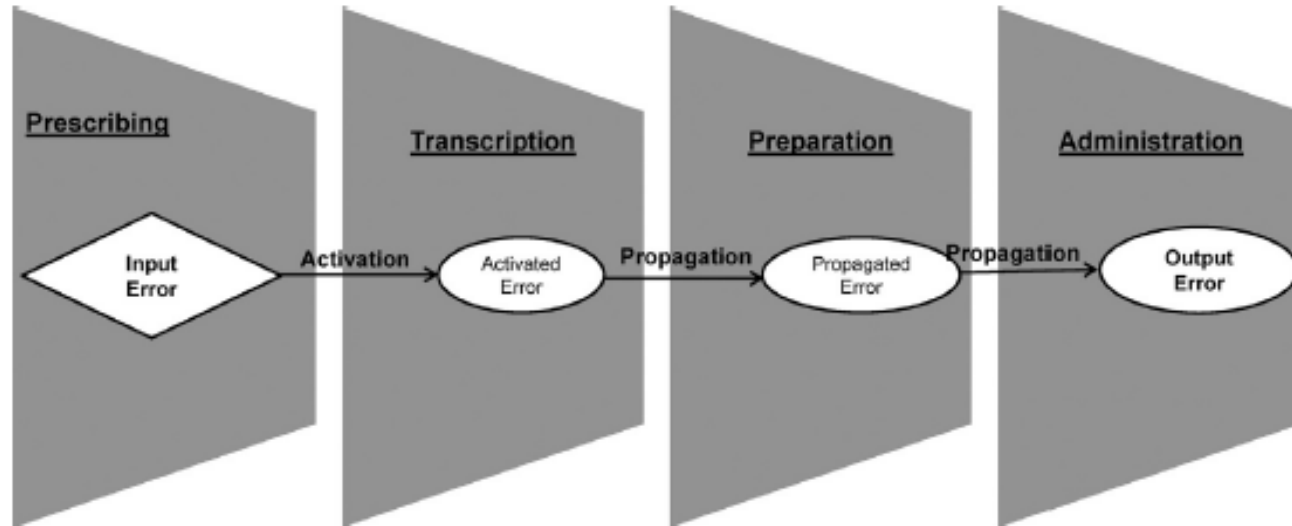 Prescribing
Transcription
Preparation
Administration
Input
Error
Activation
Activated
Error
Propagation
Propagated
Error
Propagation
Output
Error